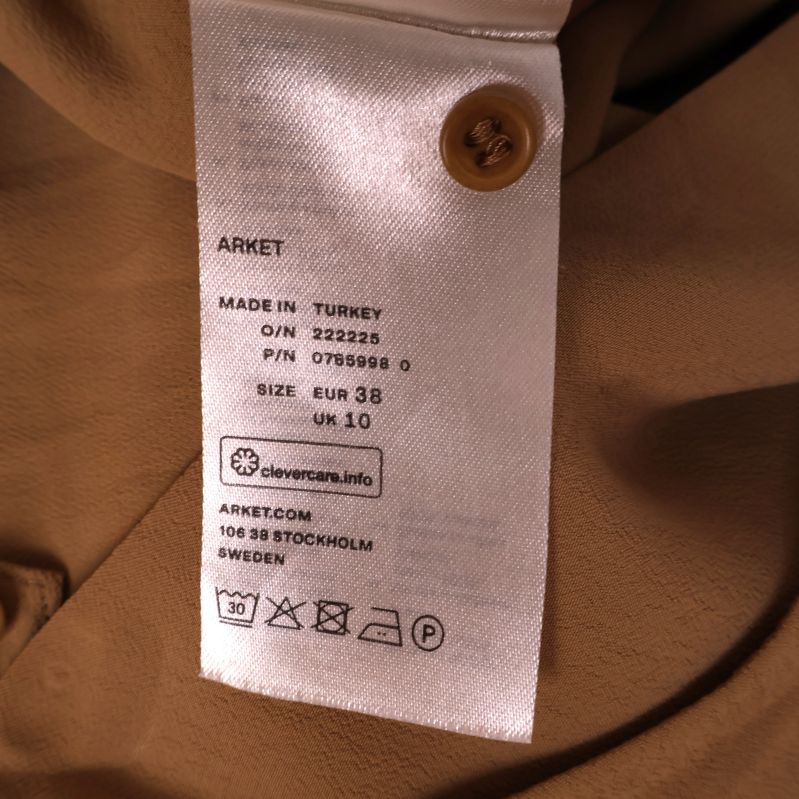 ARKET
MADE IN TURKEY
O/N 222225
P/N 0765998 0
SIZE EUR 38
UK 10
clevercare.info
ARKET.COM
106 38 STOCKHOLM
SWEDEN
30
P